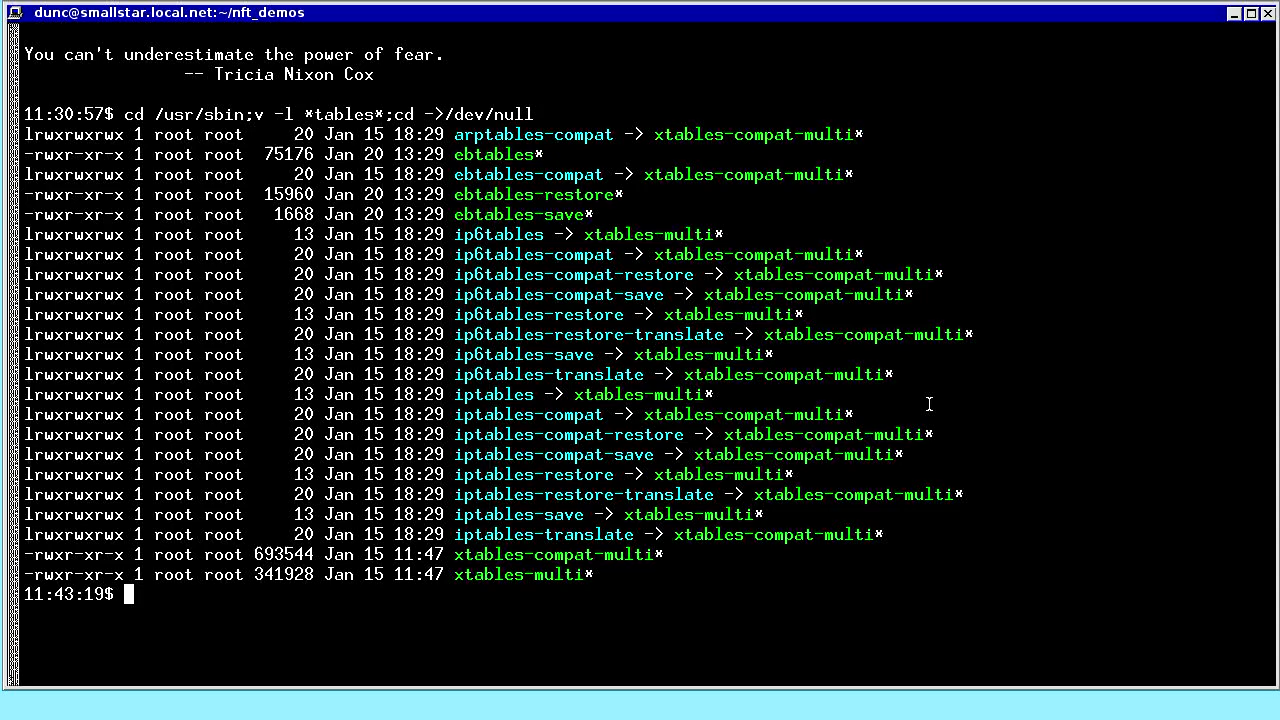 dunc@smallstar.local.net:~/nft_demos
You can't underestimate the power of fear.
                -- Tricia Nixon Cox
11:30:57$ cd /usr/sbin;v -l *tables*;cd ->/dev/null
lrwxrwxrwx 1 root root     20 Jan 15 18:29 arptables-compat -> xtables-compat-multi*
-rwxr-xr-x 1 root root  75176 Jan 20 13:29 ebtables*
lrwxrwxrwx 1 root root     20 Jan 15 18:29 ebtables-compat -> xtables-compat-multi*
-rwxr-xr-x 1 root root  15960 Jan 20 13:29 ebtables-restore*
-rwxr-xr-x 1 root root   1668 Jan 20 13:29 ebtables-save*
lrwxrwxrwx 1 root root     13 Jan 15 18:29 ip6tables -> xtables-multi*
lrwxrwxrwx 1 root root     20 Jan 15 18:29 ip6tables-compat -> xtables-compat-multi*
lrwxrwxrwx 1 root root     20 Jan 15 18:29 ip6tables-compat-restore -> xtables-compat-multi*
lrwxrwxrwx 1 root root     20 Jan 15 18:29 ip6tables-compat-save -> xtables-compat-multi*
lrwxrwxrwx 1 root root     13 Jan 15 18:29 ip6tables-restore -> xtables-multi*
lrwxrwxrwx 1 root root     20 Jan 15 18:29 ip6tables-restore-translate -> xtables-compat-multi*
lrwxrwxrwx 1 root root     13 Jan 15 18:29 ip6tables-save -> xtables-multi*
lrwxrwxrwx 1 root root     20 Jan 15 18:29 ip6tables-translate -> xtables-compat-multi*
lrwxrwxrwx 1 root root     13 Jan 15 18:29 iptables -> xtables-multi*
lrwxrwxrwx 1 root root     20 Jan 15 18:29 iptables-compat -> xtables-compat-multi*
lrwxrwxrwx 1 root root     20 Jan 15 18:29 iptables-compat-restore -> xtables-compat-multi*
lrwxrwxrwx 1 root root     20 Jan 15 18:29 iptables-compat-save -> xtables-compat-multi*
lrwxrwxrwx 1 root root     13 Jan 15 18:29 iptables-restore -> xtables-multi*
lrwxrwxrwx 1 root root     20 Jan 15 18:29 iptables-restore-translate -> xtables-compat-multi*
lrwxrwxrwx 1 root root     13 Jan 15 18:29 iptables-save -> xtables-multi*
lrwxrwxrwx 1 root root     20 Jan 15 18:29 iptables-translate -> xtables-compat-multi*
-rwxr-xr-x 1 root root 693544 Jan 15 11:47 xtables-compat-multi*
-rwxr-xr-x 1 root root 341928 Jan 15 11:47 xtables-multi*
11:43:19$